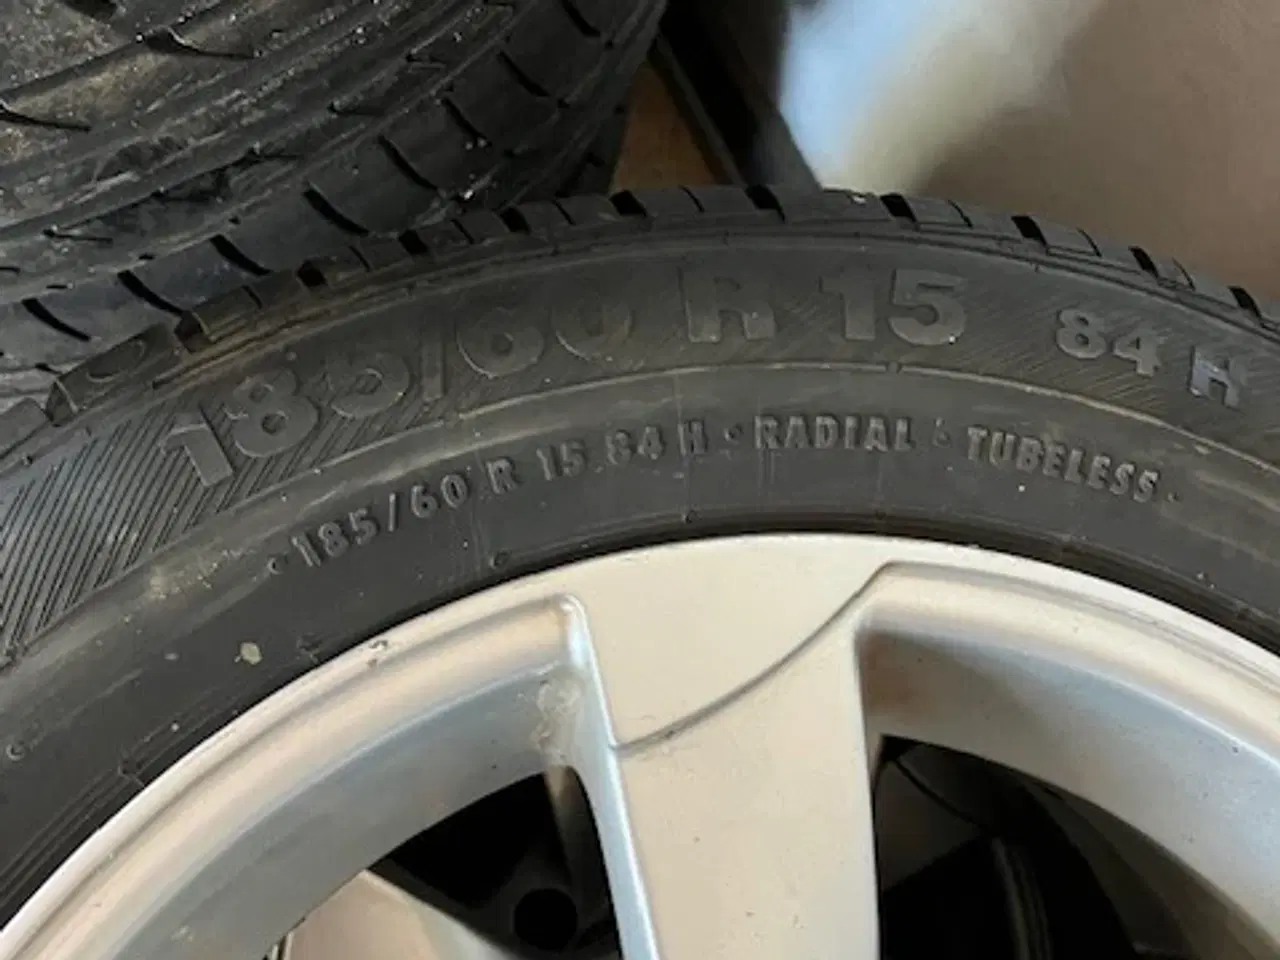 185/60 R 15 84 H
185/60 R 15 84 H · RADIAL · TUBELESS